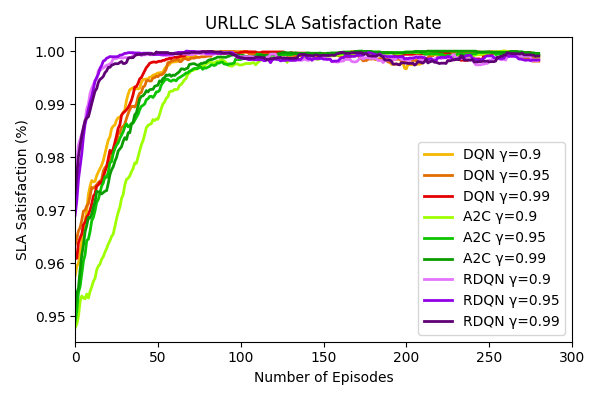 URLLC SLA Satisfaction Rate
SLA Satisfaction (%)
1.00
0.99
0.98
0.97
0.96
0.95
DQN γ=0.9
DQN γ=0.95
DQN γ=0.99
A2C γ=0.9
A2C γ=0.95
A2C γ=0.99
RDQN γ=0.9
RDQN γ=0.95
RDQN γ=0.99
0 50 100 150 200 250 300
Number of Episodes